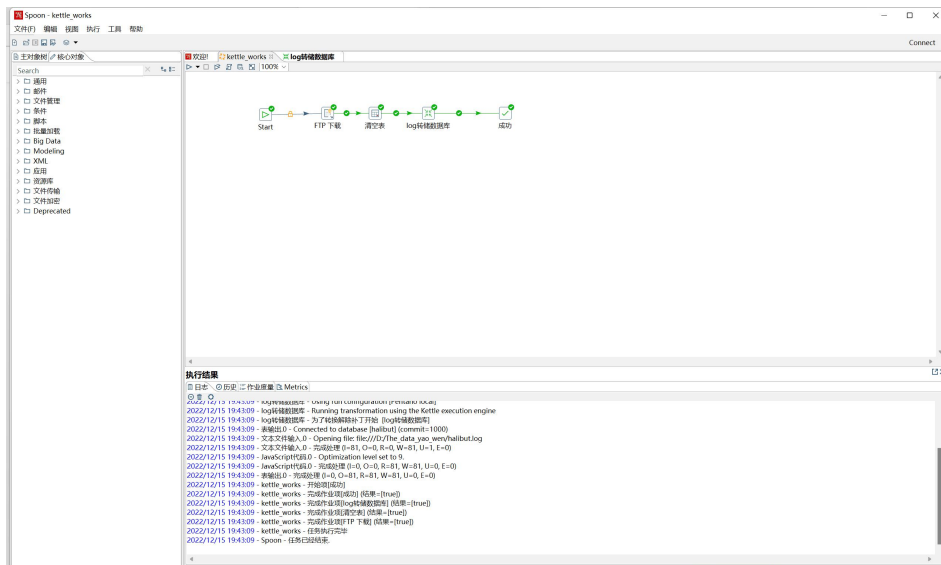 Spoon - kettle_works
文件(F) 编辑 视图 执行 工具 帮助
Connect
主对象树 核心对象
欢迎! kettle_works log转储数据库
Search
100%
通用
邮件
文件管理
条件
脚本
批量加载
Big Data
Modeling
XML
应用
资源库
文件传输
文件加密
Deprecated
Start FTP 下载 清空表 log转储数据库 成功
执行结果
日志 历史 作业度量 Metrics
2022/12/15 19:43:09 - log转储数据库 - Using run configuration [Pentaho local]
2022/12/15 19:43:09 - log转储数据库 - Running transformation using the Kettle execution engine
2022/12/15 19:43:09 - log转储数据库 - 为了转换解除补丁开始 [log转储数据库]
2022/12/15 19:43:09 - 表输出.0 - Connected to database [halibut] (commit=1000)
2022/12/15 19:43:09 - 文本文件输入.0 - Opening file: file:///D:/The_data_yao_wen/halibut.log
2022/12/15 19:43:09 - 文本文件输入.0 - 完成处理 (I=81, O=0, R=0, W=81, U=1, E=0)
2022/12/15 19:43:09 - JavaScript代码.0 - Optimization level set to 9.
2022/12/15 19:43:09 - JavaScript代码.0 - 完成处理 (I=0, O=0, R=81, W=81, U=0, E=0)
2022/12/15 19:43:09 - 表输出.0 - 完成处理 (I=0, O=81, R=81, W=81, U=0, E=0)
2022/12/15 19:43:09 - kettle_works - 开始项[成功]
2022/12/15 19:43:09 - kettle_works - 完成作业项[成功] (结果=[true])
2022/12/15 19:43:09 - kettle_works - 完成作业项[log转储数据库] (结果=[true])
2022/12/15 19:43:09 - kettle_works - 完成作业项[清空表] (结果=[true])
2022/12/15 19:43:09 - kettle_works - 完成作业项[FTP 下载] (结果=[true])
2022/12/15 19:43:09 - kettle_works - 任务执行完毕
2022/12/15 19:43:09 - Spoon - 任务已经结束.